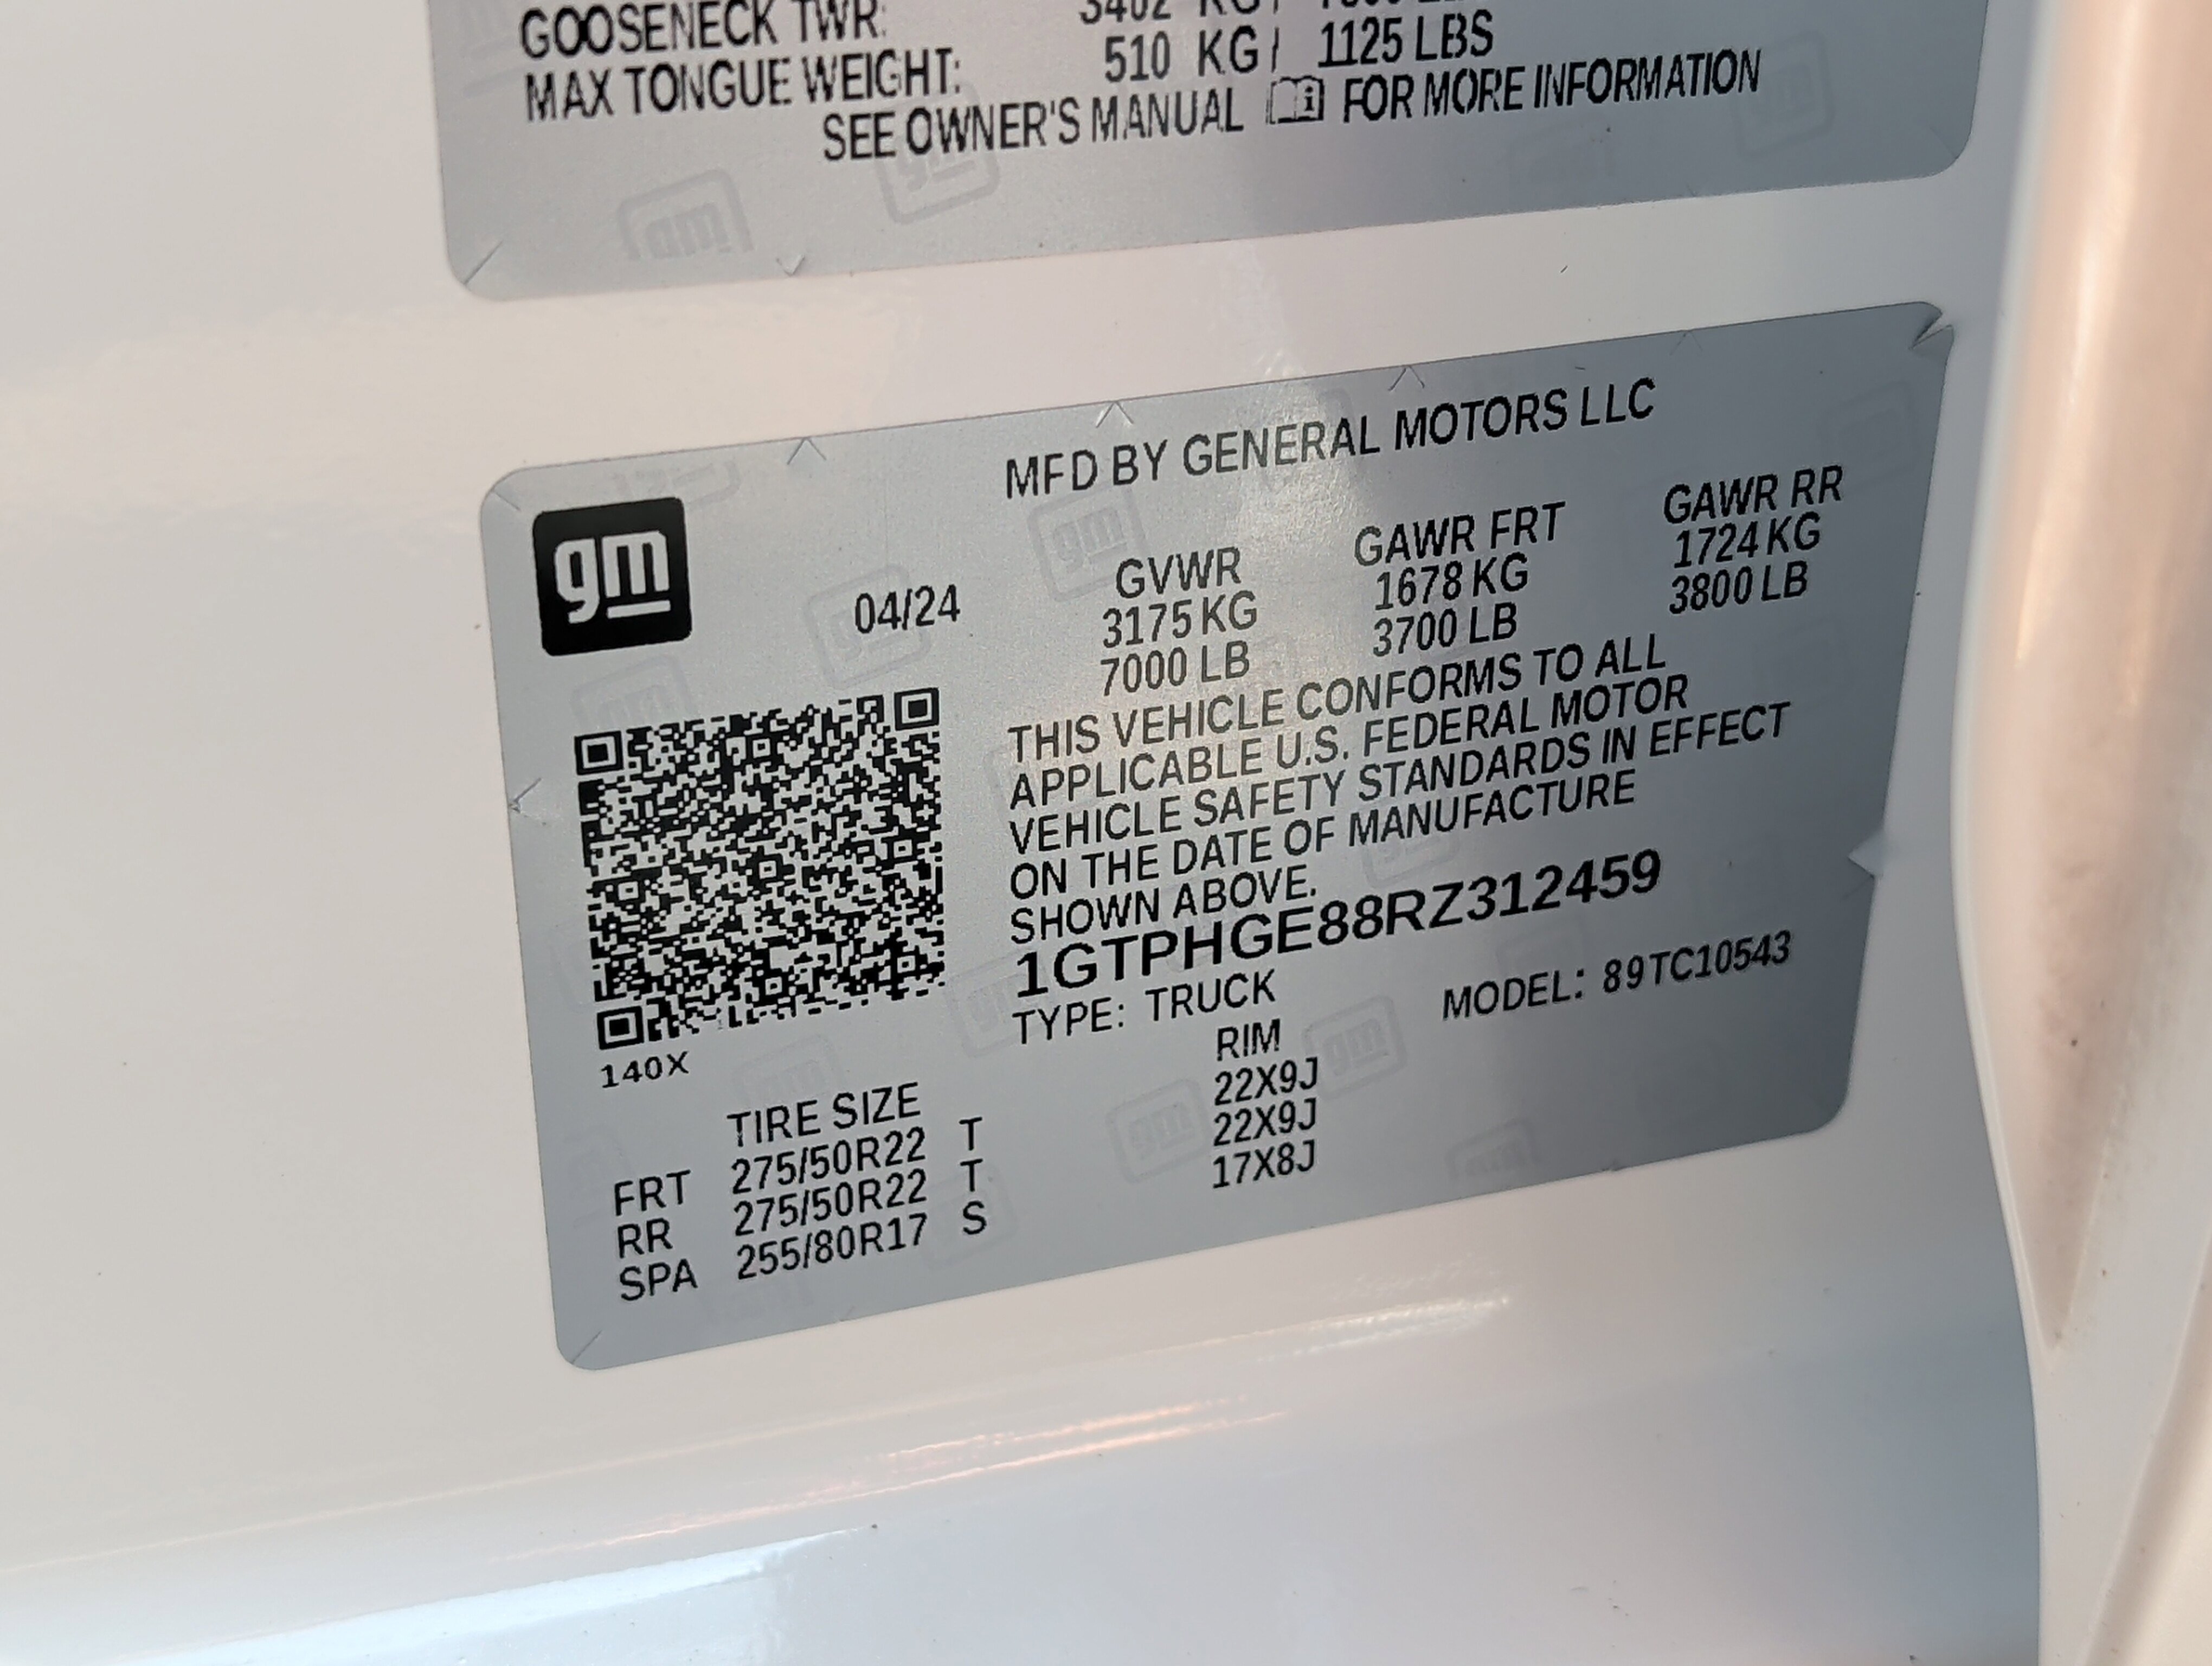 GOOSENECK TWR:
MAX TONGUE WEIGHT: 510 KG / 1125 LBS
SEE OWNER'S MANUAL FOR MORE INFORMATION
MFD BY GENERAL MOTORS LLC
gm
04/24
GVWR GAWR FRT GAWR RR
3175 KG 1678 KG 1724 KG
7000 LB 3700 LB 3800 LB
THIS VEHICLE CONFORMS TO ALL
APPLICABLE U.S. FEDERAL MOTOR
VEHICLE SAFETY STANDARDS IN EFFECT
ON THE DATE OF MANUFACTURE
SHOWN ABOVE.
1GTPHGE88RZ312459
TYPE: TRUCK MODEL: 89TC10543
140X
TIRE SIZE RIM
FRT 275/50R22 T 22X9J
RR 275/50R22 T 22X9J
SPA 255/80R17 S 17X8J